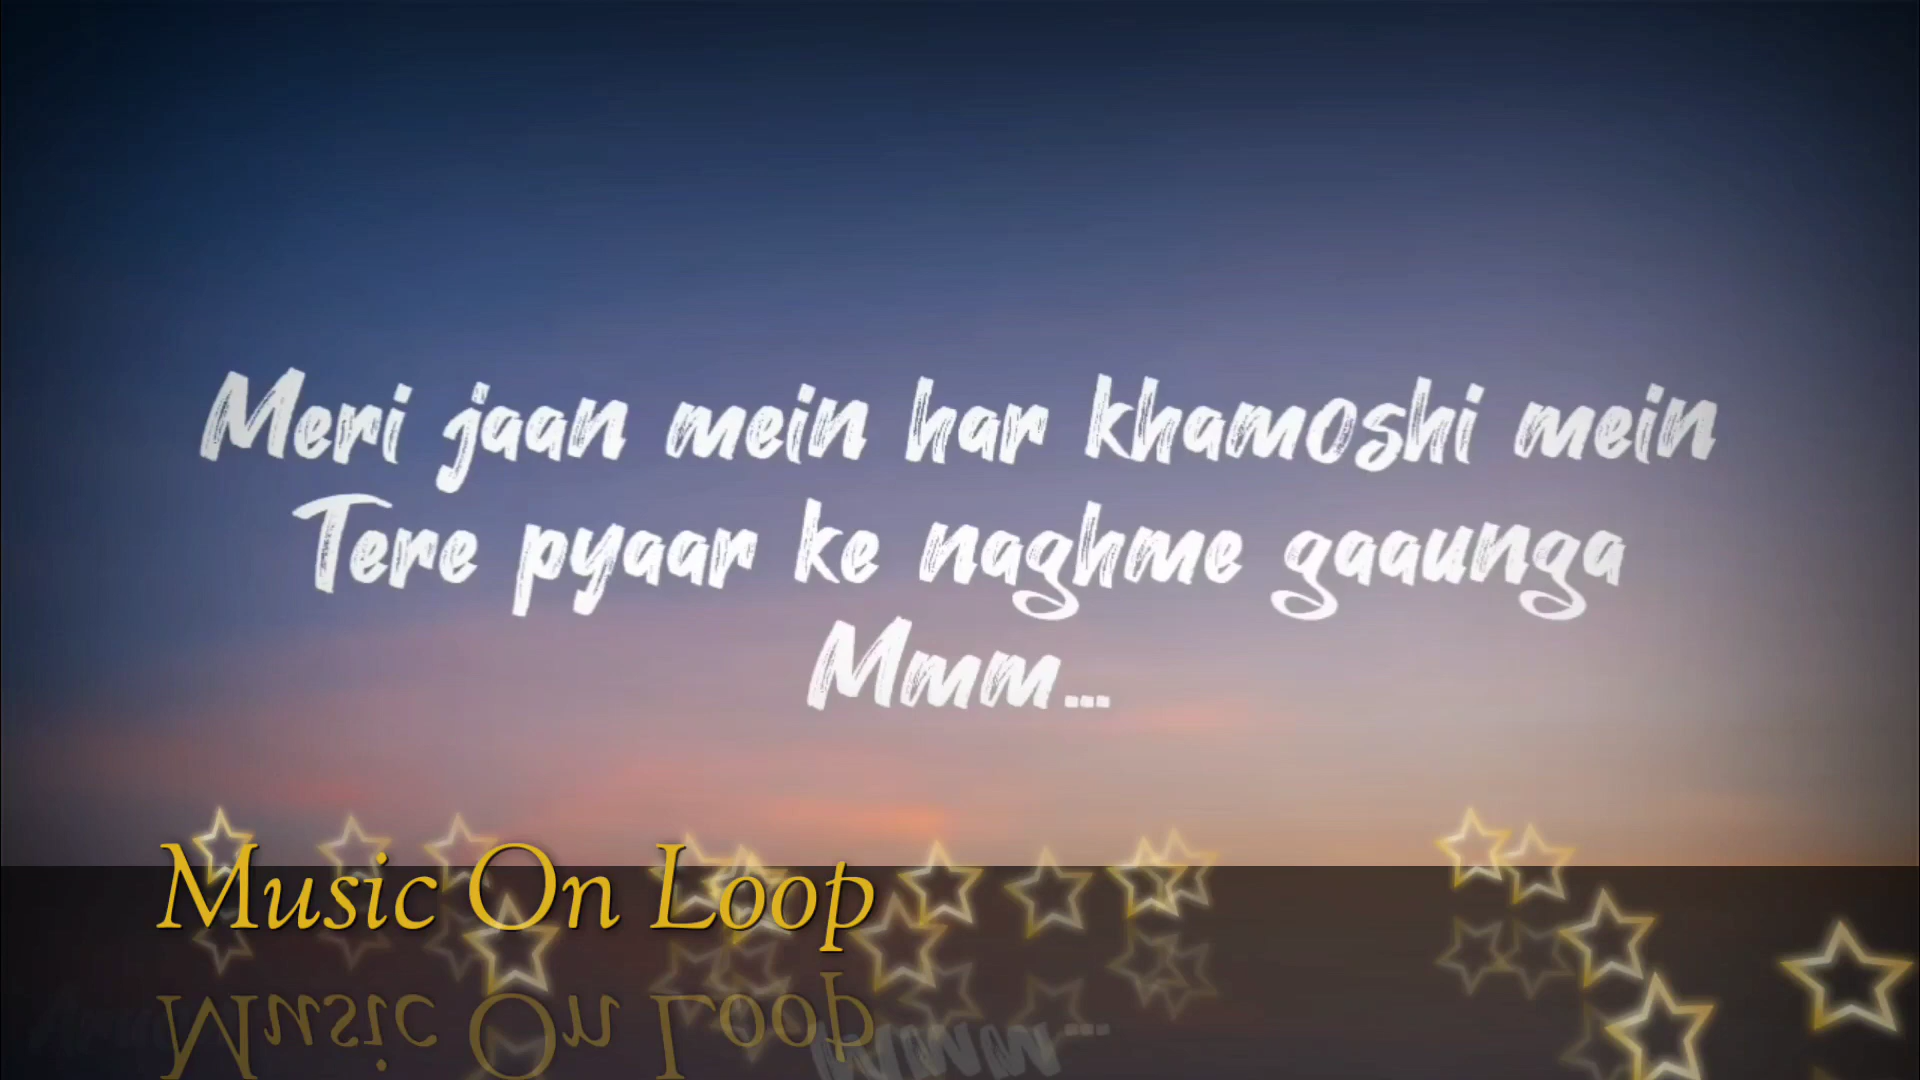 Meri jaan mein har khamoshi mein
Tere pyaar ke naghme gaaunga
Mmm...
Music On Loop